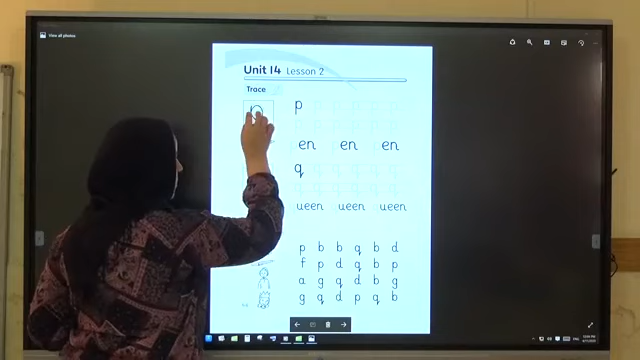 View all photos
Unit 14 Lesson 2
Trace
p
en en en
q
ueen ueen ueen
p b b q b d
f p d q b p
a g q d b g
g q d p q b